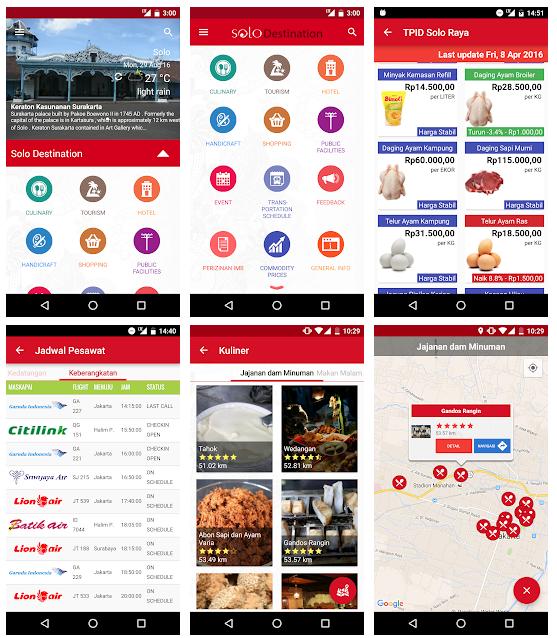 3:00
Solo
Mon, 29 Aug'16
27 °C
light rain
Keraton Kasunanan Surakarta
Surakarta palace built by Pakoe Boewono II in 1745 AD . Formerly the
capital of the palace is in Kartasura , which is approximately 12 km west
of Solo . Keraton Surakarta contained in Art Gallery whic...
Solo Destination
CULINARY
TOURISM
HOTEL
HANDICRAFT
SHOPPING
PUBLIC
FACILITIES
3:00
solo Destination
CULINARY
TOURISM
HOTEL
HANDICRAFT
SHOPPING
PUBLIC
FACILITIES
EVENT
TRANS-
PORTATION
SCHEDULE
FEEDBACK
PERIZINAN IMB
COMMODITY
PRICES
GENERAL INFO
14:51
TPID Solo Raya
Last update Fri, 8 Apr 2016
Minyak Kemasan Refill
Rp14.500,00
per LITER
Harga Stabil
Daging Ayam Broiler
Rp28.500,00
per KG
Turun -3.4% - Rp1.000,00
Daging Ayam Kampung
Rp60.000,00
per EKOR
Harga Stabil
Daging Sapi Murni
Rp115.000,00
per KG
Harga Stabil
Telur Ayam Kampung
Rp31.500,00
per KG
Harga Stabil
Telur Ayam Ras
Rp18.500,00
per KG
Naik 8.8% - Rp1.500,00
14:40
Jadwal Pesawat
Kedatangan
Keberangkatan
MASKAPAI FLIGHT MENUJU JAM STATUS
Garuda Indonesia GA 227 Jakarta 14:15:00 LAST CALL
Citilink QG 151 Halim P. 15:50:00 CHECKIN OPEN
Garuda Indonesia GA 221 Jakarta 16:00:00 CHECKIN OPEN
Sriwijaya Air SJ 215 Jakarta 16:50:00 ON SCHEDULE
Lion air JT 539 Jakarta 17:40:00 ON SCHEDULE
Batik air ID 7044 Halim P. 18:05:00 ON SCHEDULE
Lion air JT 188 Surabaya 18:15:00 ON SCHEDULE
Garuda Indonesia GA 229 Jakarta 18:50:00 ON SCHEDULE
Lion air JT 533 Jakarta 20:00:00 ON SCHEDULE
10:29
Kuliner
Jajanan dam Minuman
Makan Malam
Tahok
51.02 km
Wedangan
52.81 km
Abon Sapi dan Ayam
Varia
53.49 km
Gandos Rangin
53.57 km
10:29
Jajanan dam Minuman
Gandos Rangin
53.57 km
DETAIL
NAVIGASI
Stadion Manahan
Google